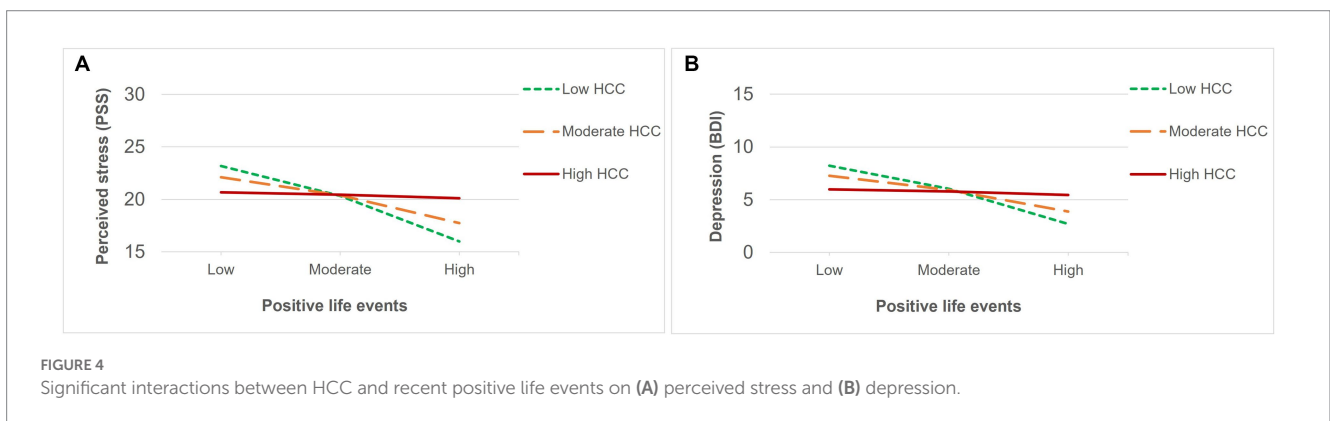 A
Perceived stress (PSS)
30
25
20
15
Low
Moderate
High
Positive life events
Low HCC
Moderate HCC
High HCC
B
Depression (BDI)
15
10
5
0
Low
Moderate
High
Positive life events
Low HCC
Moderate HCC
High HCC
FIGURE 4
Significant interactions between HCC and recent positive life events on (A) perceived stress and (B) depression.